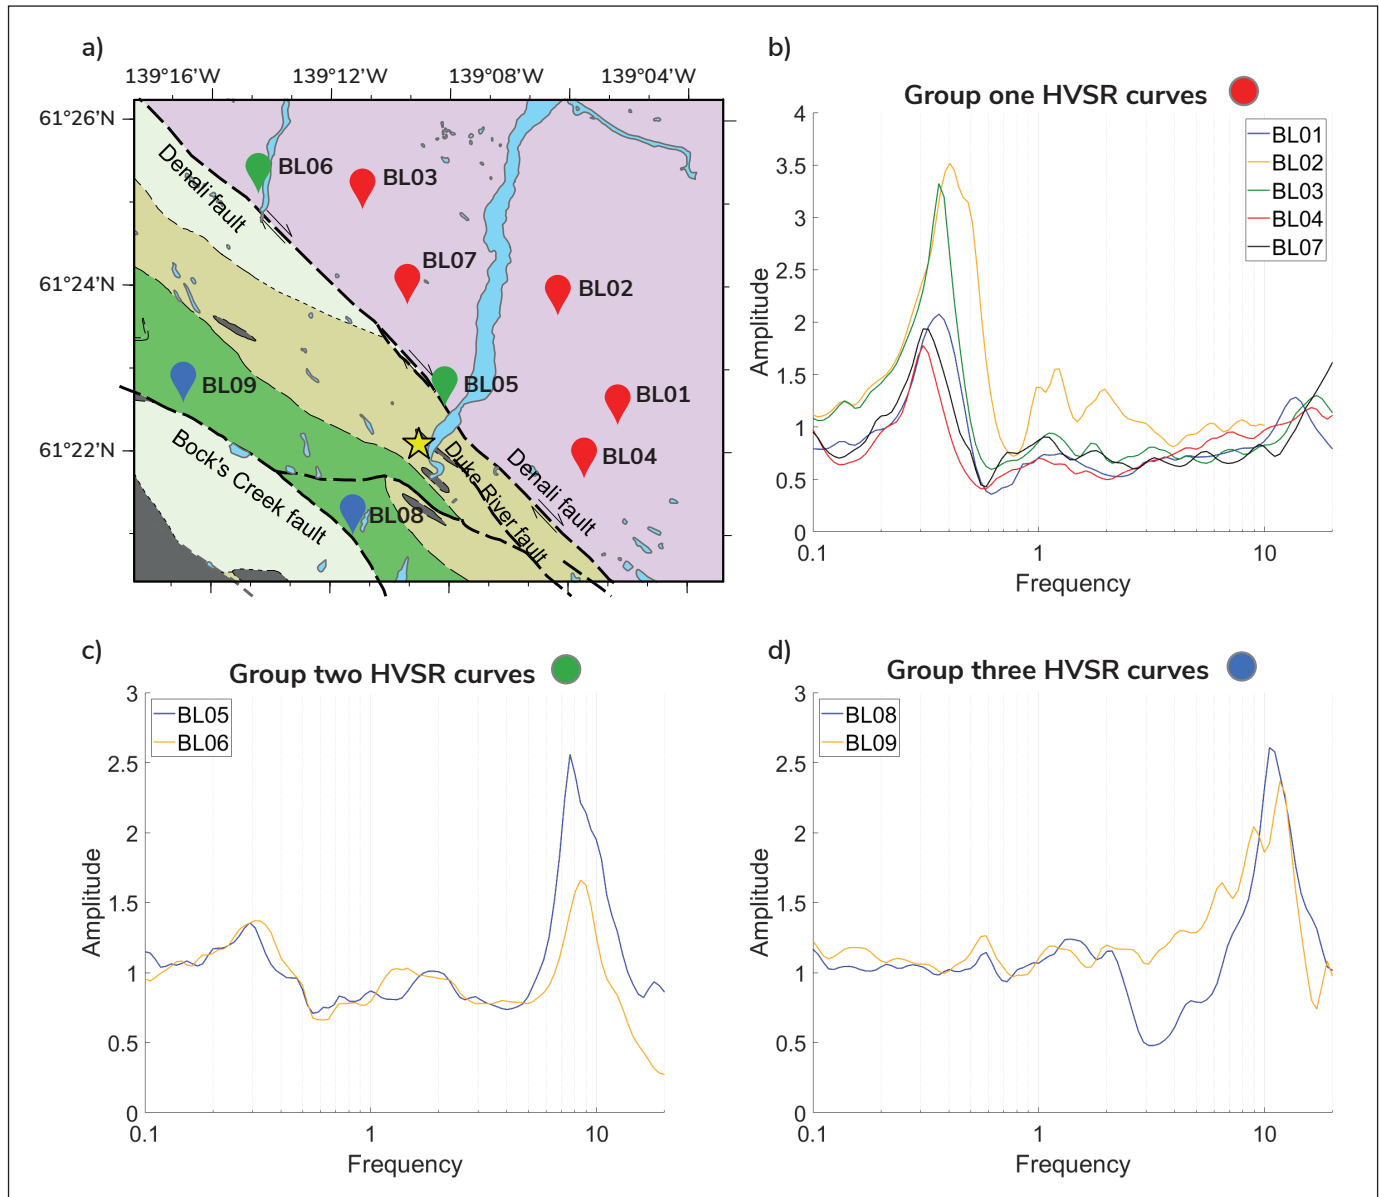 a)
139°16'W 139°12'W 139°08'W 139°04'W
61°26'N
61°24'N
61°22'N
Denali fault
BL06
BL03
BL07
BL02
BL09
BL05
BL01
BL04
BL08
Bock's Creek fault
Duke River fault
Denali fault
b)
Group one HVSR curves
4
3.5
3
2.5
2
1.5
1
0.5
0
Amplitude
BL01
BL02
BL03
BL04
BL07
0.1 1 10
Frequency
c)
Group two HVSR curves
3
2.5
2
1.5
1
0.5
0
Amplitude
BL05
BL06
0.1 1 10
Frequency
d)
Group three HVSR curves
3
2.5
2
1.5
1
0.5
0
Amplitude
BL08
BL09
0.1 1 10
Frequency